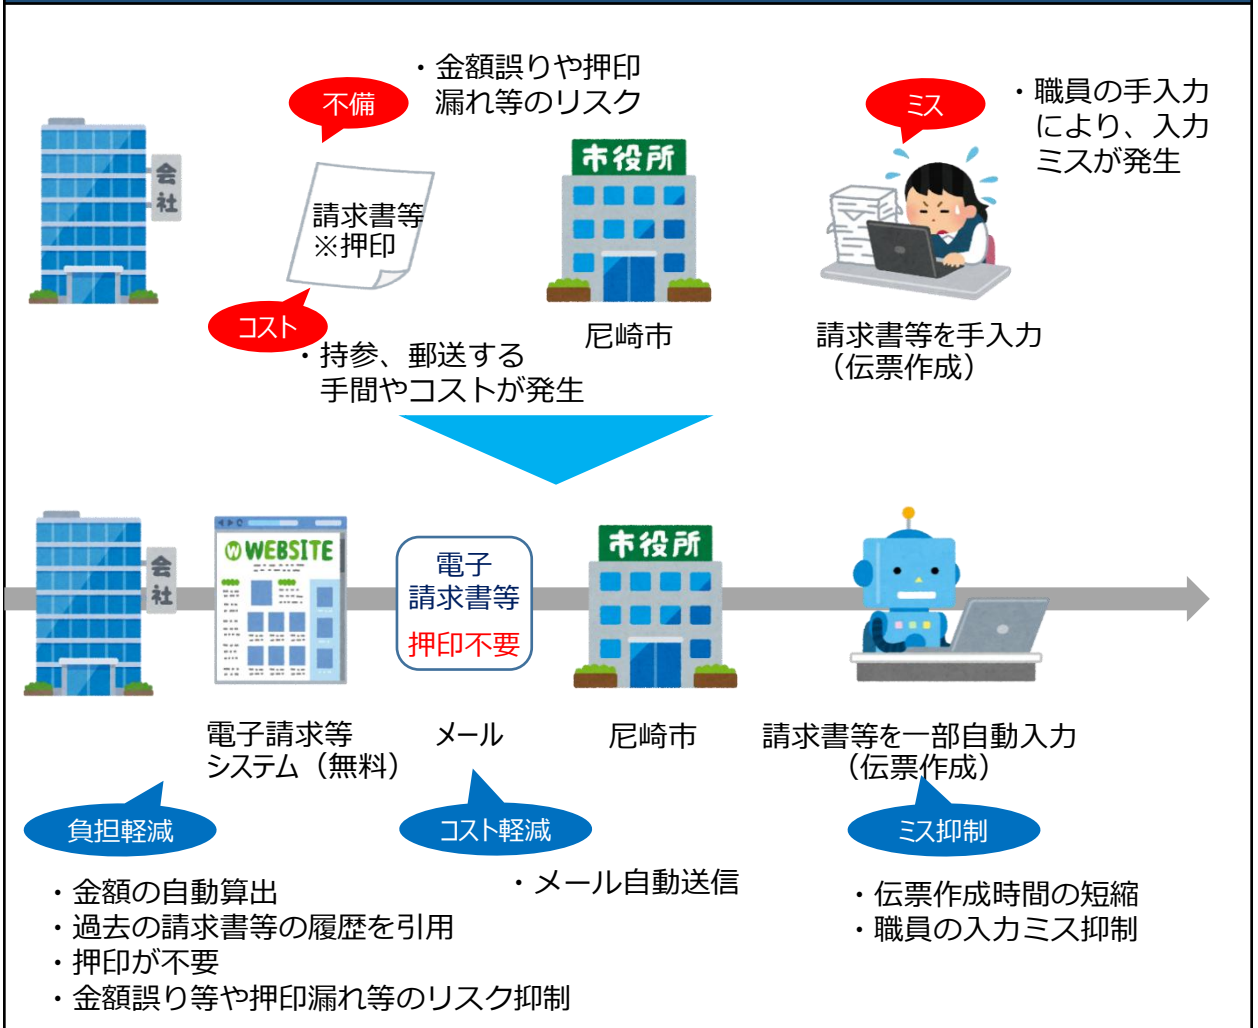 不備
・金額誤りや押印
漏れ等のリスク
ミス
・職員の手入力
により、入力
ミスが発生
会社
請求書等
※押印
市役所
コスト
・持参、郵送する
手間やコストが発生
尼崎市
請求書等を手入力
（伝票作成）
会社
W WEBSITE
電子
請求書等
押印不要
市役所
電子請求等
システム（無料）
メール
尼崎市
請求書等を一部自動入力
（伝票作成）
負担軽減
・金額の自動算出
・過去の請求書等の履歴を引用
・押印が不要
・金額誤り等や押印漏れ等のリスク抑制
コスト軽減
・メール自動送信
ミス抑制
・伝票作成時間の短縮
・職員の入力ミス抑制